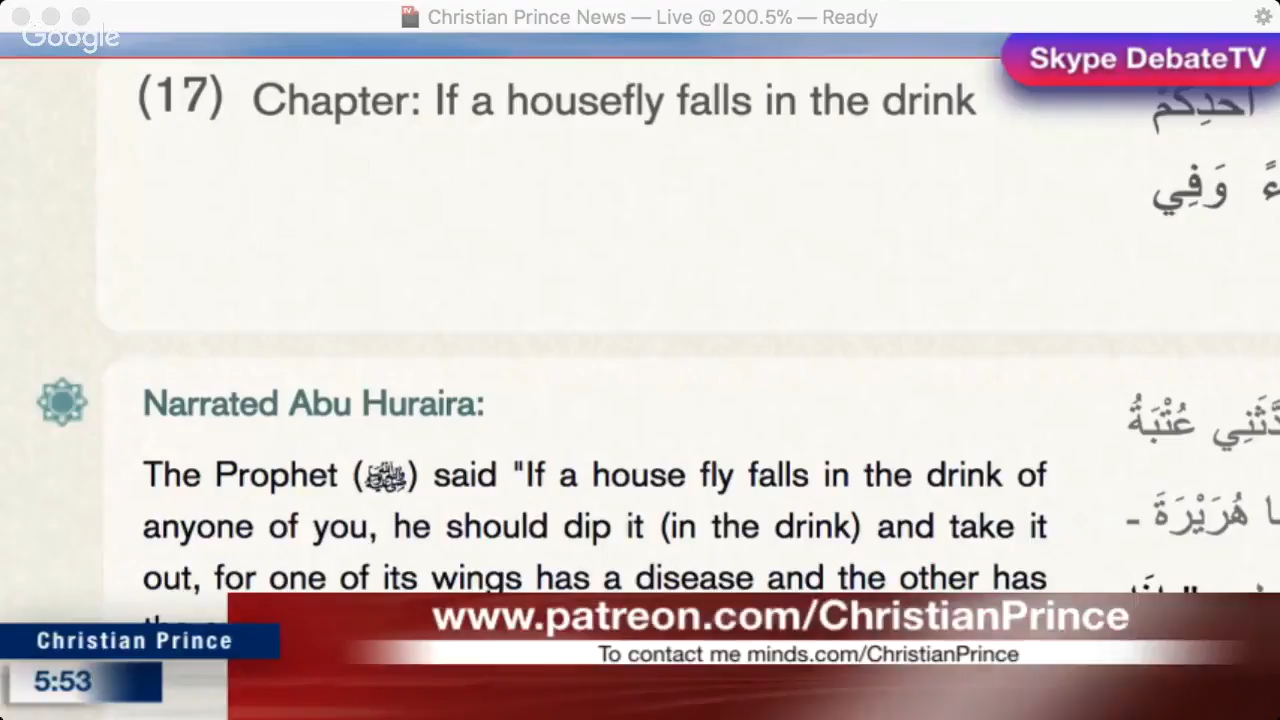 Christian Prince News — Live @ 200.5% — Ready
Google
Skype DebateTV
(17) Chapter: If a housefly falls in the drink
أَحَدِكُمْ
ءً وَفِي
Narrated Abu Huraira:
The Prophet (ﷺ) said "If a house fly falls in the drink of
anyone of you, he should dip it (in the drink) and take it
out, for one of its wings has a disease and the other has
عُتْبَةُ
هُرَيْرَةَ ـ
www.patreon.com/ChristianPrince
Christian Prince
To contact me minds.com/ChristianPrince
5:53